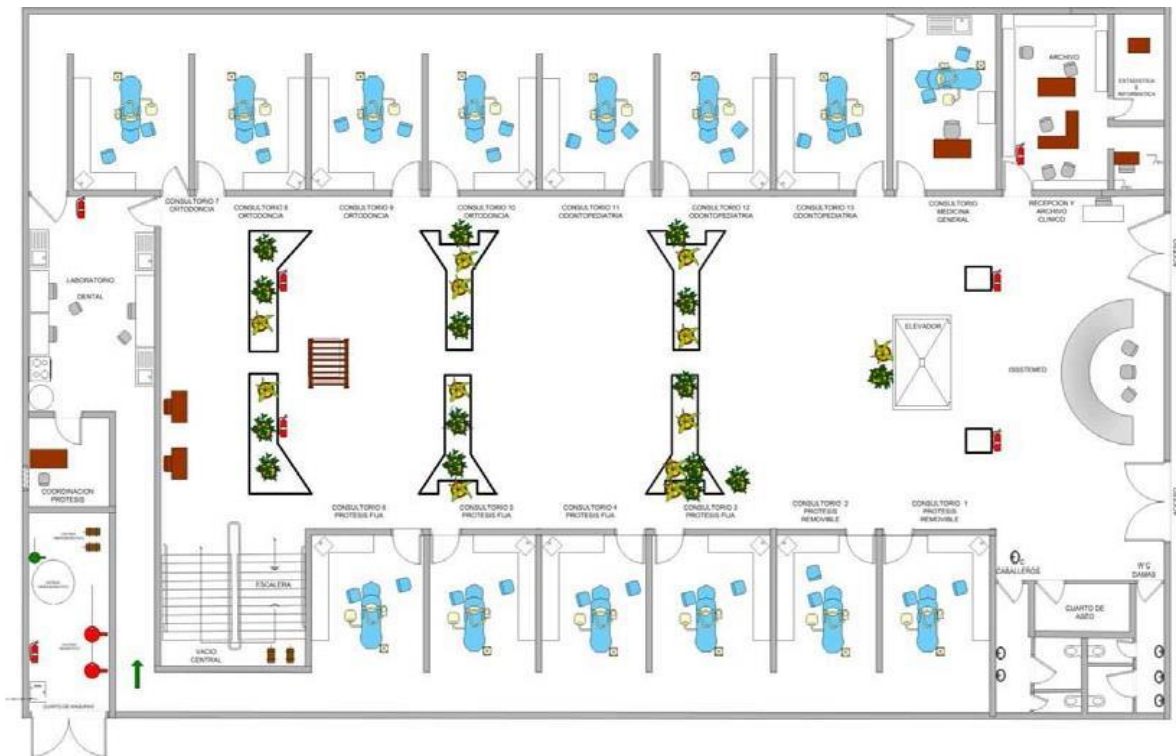 ARCHIVO
ESTADISTICA
E
INFORMATICA
CONSULTORIO 7
ORTODONCIA
CONSULTORIO 8
ORTODONCIA
CONSULTORIO 9
ORTODONCIA
CONSULTORIO 10
ORTODONCIA
CONSULTORIO 11
ODONTOPEDIATRIA
CONSULTORIO 12
ODONTOPEDIATRIA
CONSULTORIO 13
ODONTOPEDIATRIA
CONSULTORIO
MEDICINA
GENERAL
RECEPCION Y
ARCHIVO
CLINICO
LABORATORIO
DENTAL
ELEVADOR
ISSSTEMED
COORDINACION
PROTESIS
CONSULTORIO 6
PROTESIS FIJA
CONSULTORIO 5
PROTESIS FIJA
CONSULTORIO 4
PROTESIS FIJA
CONSULTORIO 3
PROTESIS FIJA
CONSULTORIO 2
PROTESIS
REMOVIBLE
CONSULTORIO 1
PROTESIS
REMOVIBLE
ESCALERA
VACIO
CENTRAL
CABALLEROS
W C
DAMAS
CUARTO DE
ASEO
CUARTO DE MAQUINAS